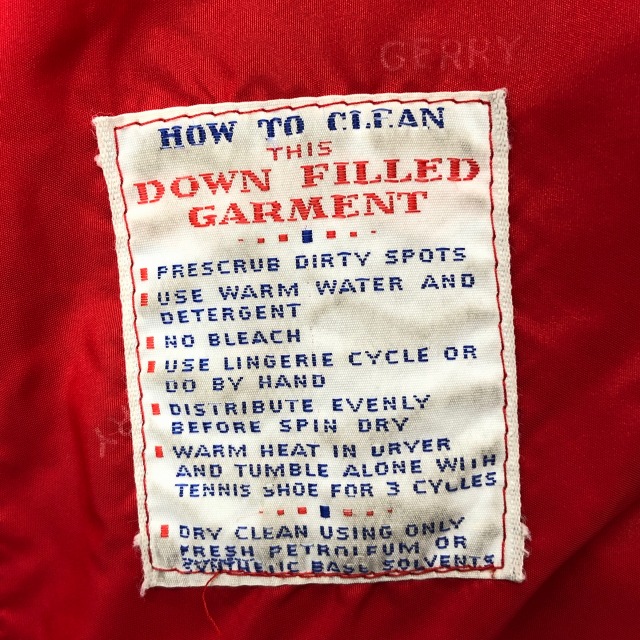 GERRY
HOW TO CLEAN
THIS
DOWN FILLED
GARMENT
PRESCRUB DIRTY SPOTS
USE WARM WATER AND
DETERGENT
NO BLEACH
USE LINGERIE CYCLE OR
DO BY HAND
DISTRIBUTE EVENLY
BEFORE SPIN DRY
WARM HEAT IN DRYER
AND TUMBLE ALONE WITH
TENNIS SHOE FOR 3 CYCLES
DRY CLEAN USING ONLY
FRESH PETROLEUM OR
SYNTHETIC BASE SOLVENTS